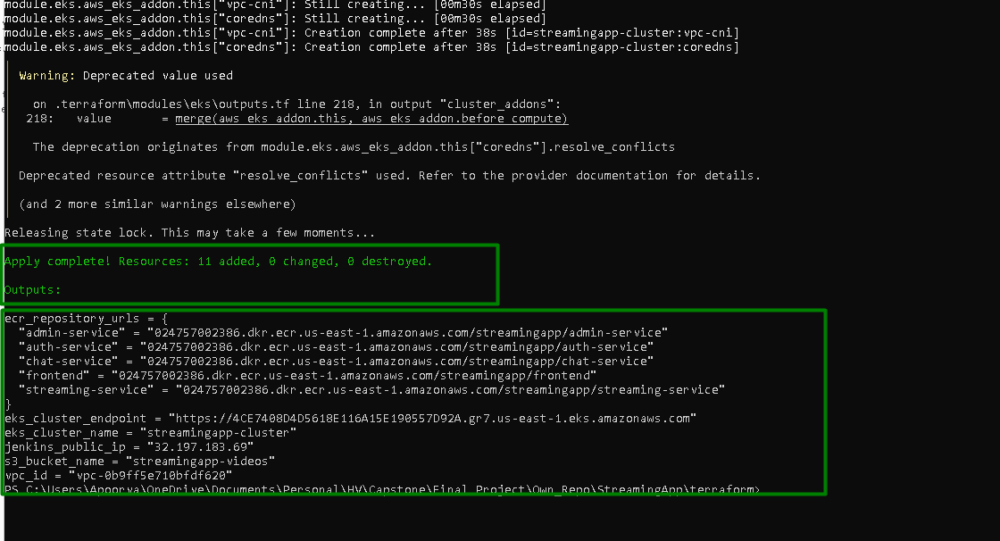 module.eks.aws_eks_addon.this["vpc-cni"]: Still creating... [00m30s elapsed]
module.eks.aws_eks_addon.this["coredns"]: Still creating... [00m30s elapsed]
module.eks.aws_eks_addon.this["vpc-cni"]: Creation complete after 38s [id=streamingapp-cluster:vpc-cni]
module.eks.aws_eks_addon.this["coredns"]: Creation complete after 38s [id=streamingapp-cluster:coredns]
Warning: Deprecated value used
on .terraform\modules\eks\outputs.tf line 218, in output "cluster_addons":
218:   value       = merge(aws_eks_addon.this, aws_eks_addon.before_compute)
The deprecation originates from module.eks.aws_eks_addon.this["coredns"].resolve_conflicts
Deprecated resource attribute "resolve_conflicts" used. Refer to the provider documentation for details.
(and 2 more similar warnings elsewhere)
Releasing state lock. This may take a few moments...
Apply complete! Resources: 11 added, 0 changed, 0 destroyed.
Outputs:
ecr_repository_urls = {
"admin-service" = "024757002386.dkr.ecr.us-east-1.amazonaws.com/streamingapp/admin-service"
"auth-service" = "024757002386.dkr.ecr.us-east-1.amazonaws.com/streamingapp/auth-service"
"chat-service" = "024757002386.dkr.ecr.us-east-1.amazonaws.com/streamingapp/chat-service"
"frontend" = "024757002386.dkr.ecr.us-east-1.amazonaws.com/streamingapp/frontend"
"streaming-service" = "024757002386.dkr.ecr.us-east-1.amazonaws.com/streamingapp/streaming-service"
}
eks_cluster_endpoint = "https://4CE7408D4D5618E116A15E190557D92A.gr7.us-east-1.eks.amazonaws.com"
eks_cluster_name = "streamingapp-cluster"
jenkins_public_ip = "32.197.183.69"
s3_bucket_name = "streamingapp-videos"
vpc_id = "vpc-0b9ff5e710bfdf620"
PS C:\Users\Apoorva\OneDrive\Documents\Personal\HV\Capstone\Final_Project\Own_Repo\StreamingApp\terraform>